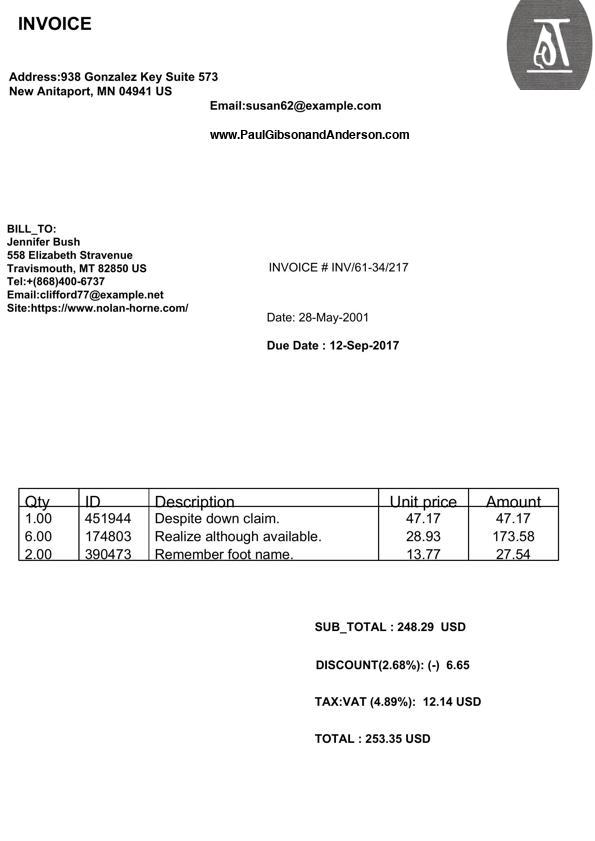 INVOICE
Address:938 Gonzalez Key Suite 573
New Anitaport, MN 04941 US
Email:susan62@example.com
www.PaulGibsonandAnderson.com
BILL_TO:
Jennifer Bush
558 Elizabeth Stravenue
Travismouth, MT 82850 US
Tel:+(868)400-6737
Email:clifford77@example.net
Site:https://www.nolan-horne.com/
INVOICE # INV/61-34/217
Date: 28-May-2001
Due Date : 12-Sep-2017
Qty ID Description Unit price Amount
1.00 451944 Despite down claim. 47.17 47.17
6.00 174803 Realize although available. 28.93 173.58
2.00 390473 Remember foot name. 13.77 27.54
SUB_TOTAL : 248.29 USD
DISCOUNT(2.68%): (-) 6.65
TAX:VAT (4.89%): 12.14 USD
TOTAL : 253.35 USD